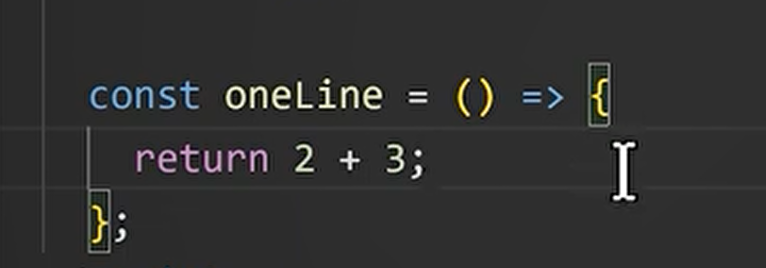 const oneLine = () => {
  return 2 + 3;
};